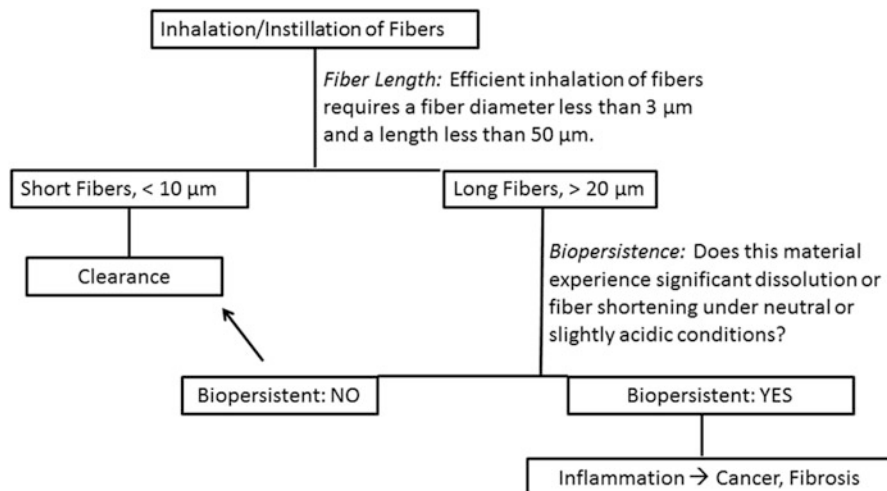 Inhalation/Instillation of Fibers
Fiber Length: Efficient inhalation of fibers
requires a fiber diameter less than 3 µm
and a length less than 50 µm.
Short Fibers, < 10 µm
Long Fibers, > 20 µm
Clearance
Biopersistence: Does this material
experience significant dissolution or
fiber shortening under neutral or
slightly acidic conditions?
Biopersistent: NO
Biopersistent: YES
Inflammation → Cancer, Fibrosis